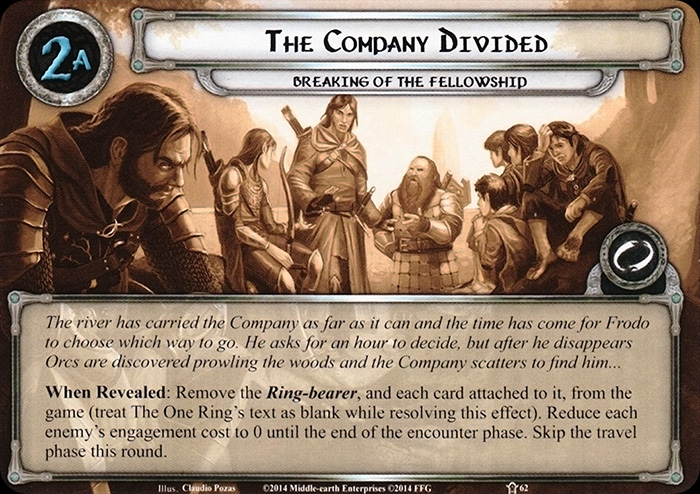 2A
The Company Divided
Breaking of the Fellowship
The river has carried the Company as far as it can and the time has come for Frodo
to choose which way to go. He asks for an hour to decide, but after he disappears
Orcs are discovered prowling the woods and the Company scatters to find him...
When Revealed: Remove the Ring-bearer, and each card attached to it, from the
game (treat The One Ring's text as blank while resolving this effect). Reduce each
enemy's engagement cost to 0 until the end of the encounter phase. Skip the travel
phase this round.
Illus. Claudio Pozas ©2014 Middle-earth Enterprises ©2014 FFG 62